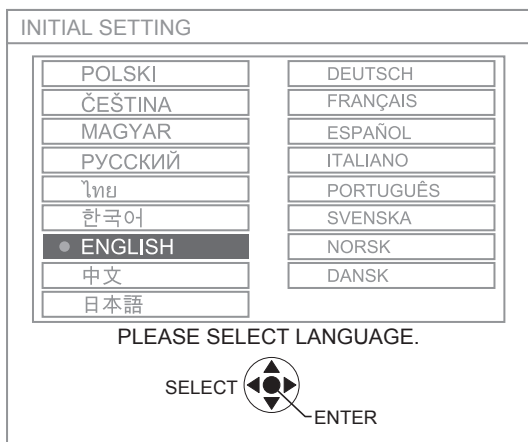 INITIAL SETTING
POLSKI
ČEŠTINA
MAGYAR
РУССКИЙ
ไทย
한국어
ENGLISH
中文
日本語
DEUTSCH
FRANÇAIS
ESPAÑOL
ITALIANO
PORTUGUÊS
SVENSKA
NORSK
DANSK
PLEASE SELECT LANGUAGE.
SELECT
ENTER